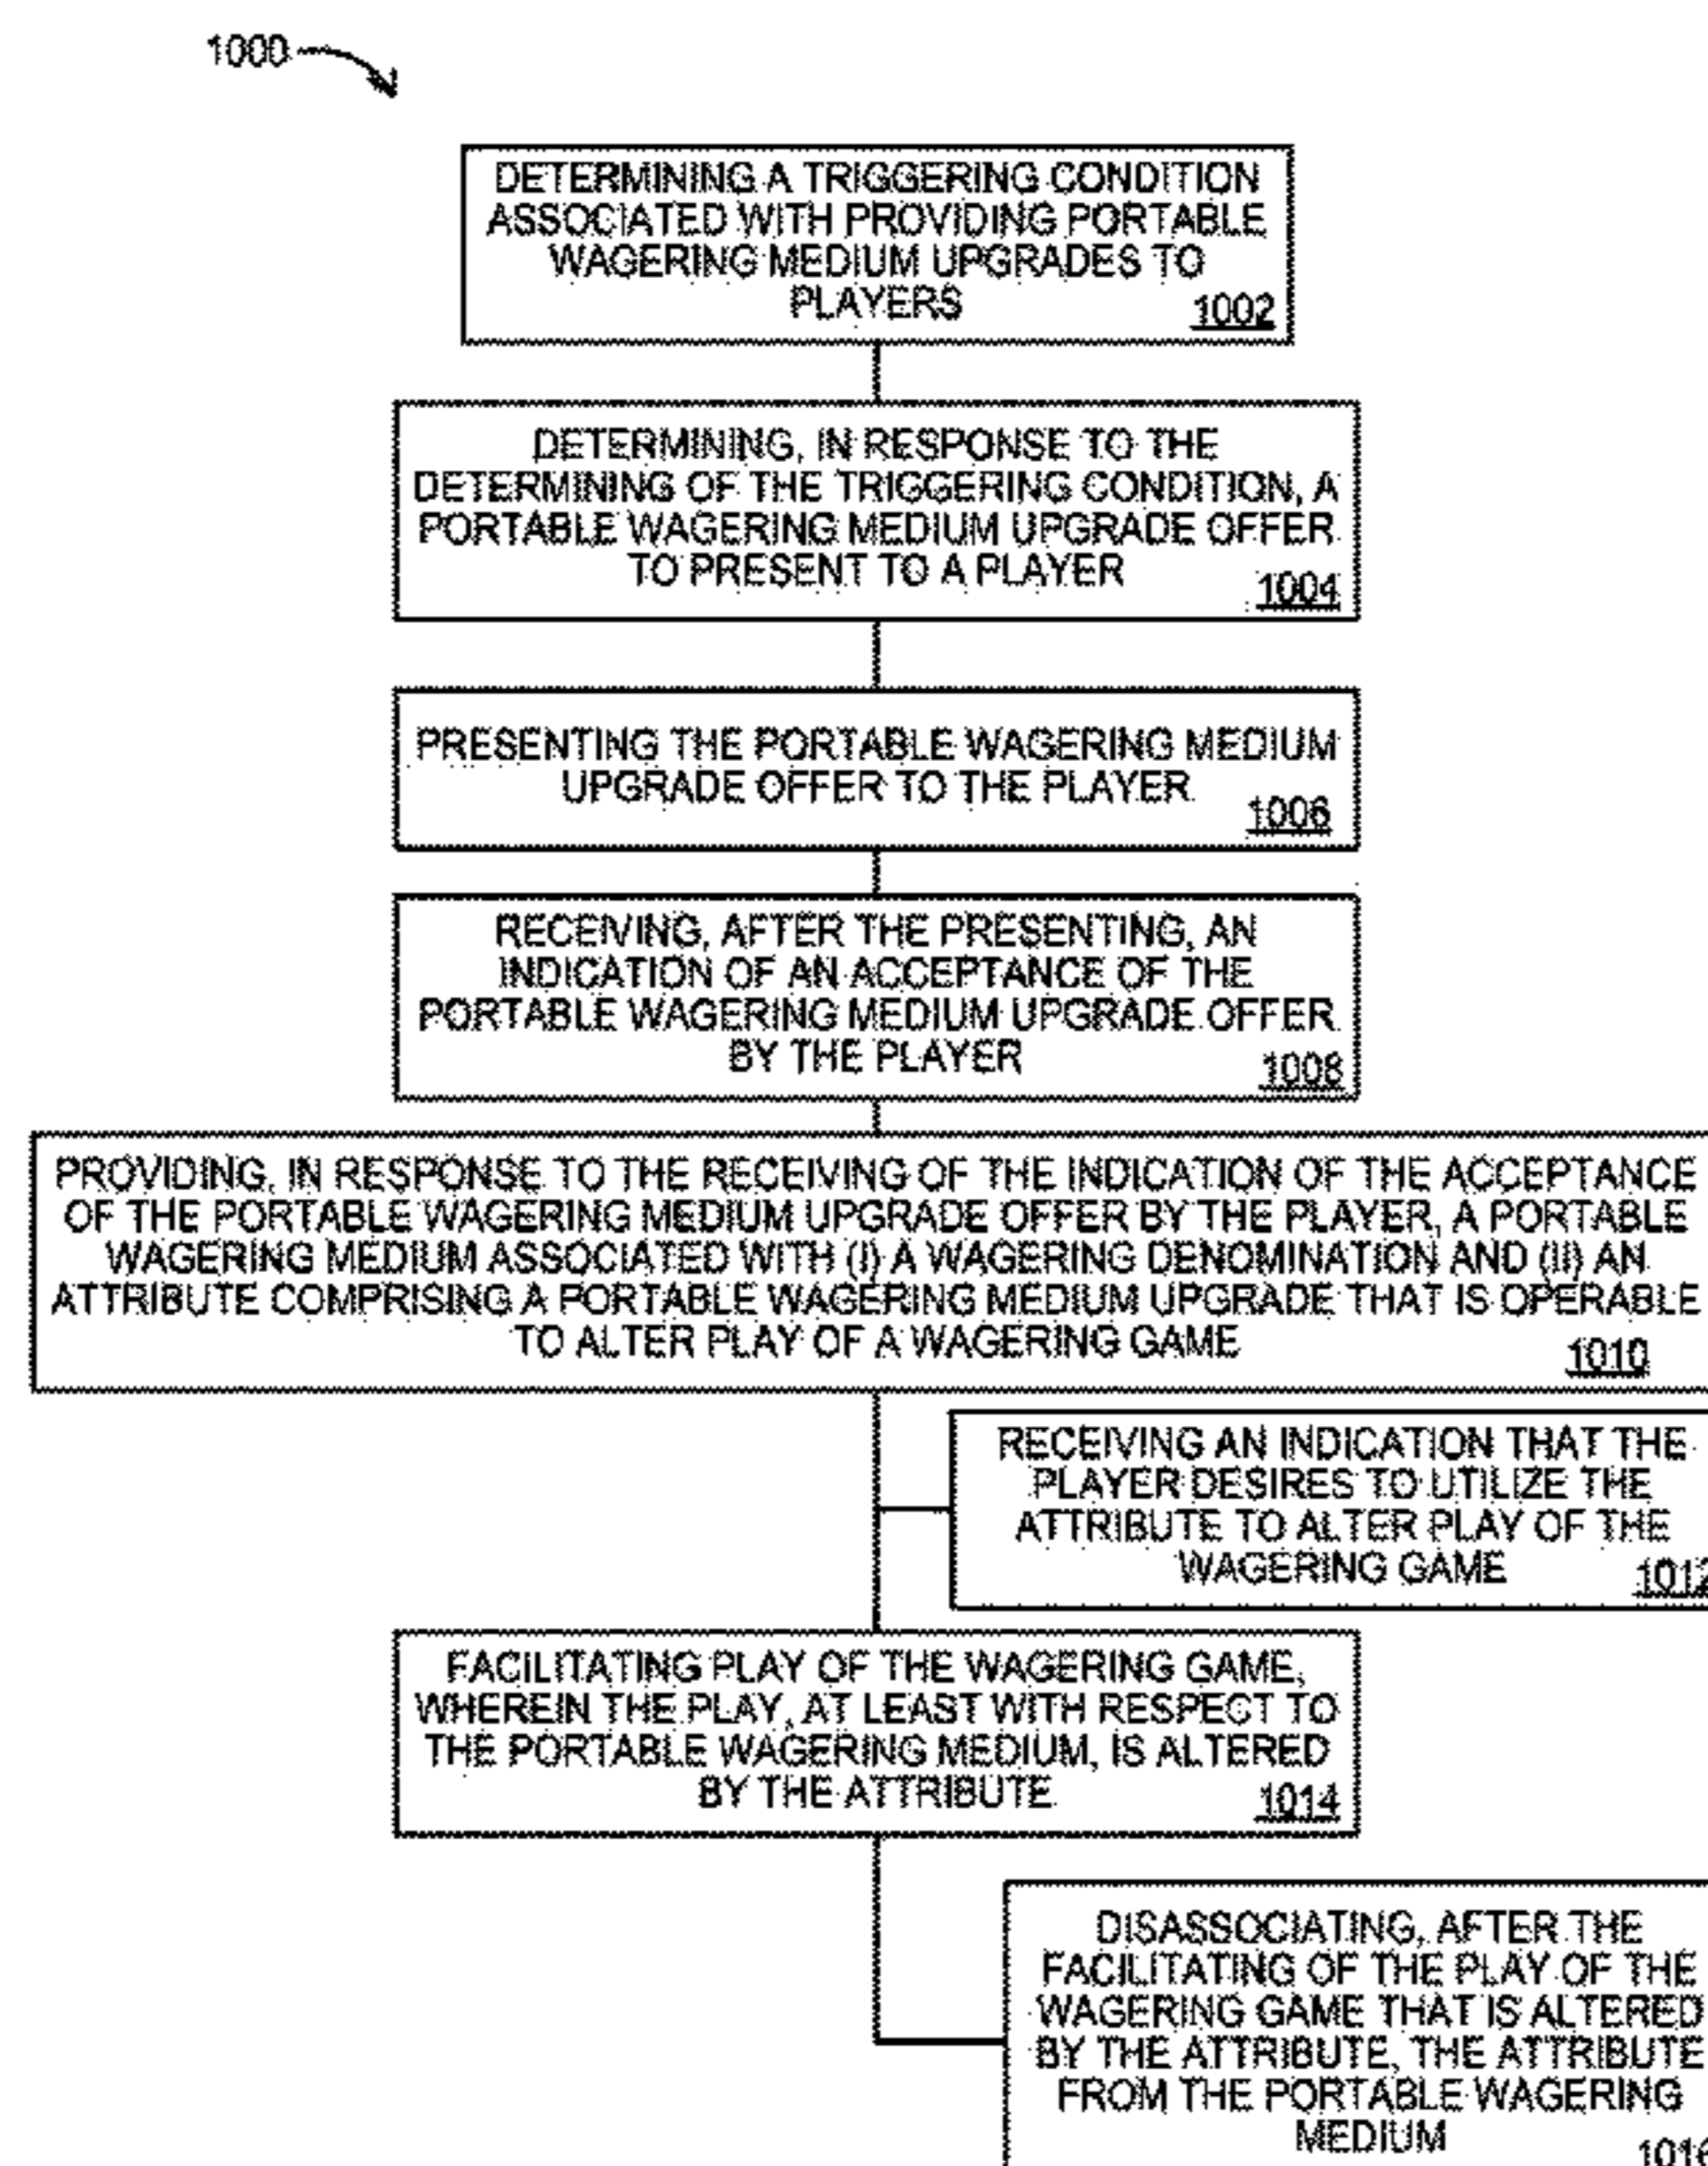 1000
DETERMINING A TRIGGERING CONDITION
ASSOCIATED WITH PROVIDING PORTABLE
WAGERING MEDIUM UPGRADES TO
PLAYERS 1002
DETERMINING, IN RESPONSE TO THE
DETERMINING OF THE TRIGGERING CONDITION, A
PORTABLE WAGERING MEDIUM UPGRADE OFFER
TO PRESENT TO A PLAYER
1004
PRESENTING THE PORTABLE WAGERING MEDIUM
UPGRADE OFFER TO THE PLAYER
1006
RECEIVING, AFTER THE PRESENTING, AN
INDICATION OF AN ACCEPTANCE OF THE
PORTABLE WAGERING MEDIUM UPGRADE OFFER
BY THE PLAYER 1008
PROVIDING, IN RESPONSE TO THE RECEIVING OF THE INDICATION OF THE ACCEPTANCE
OF THE PORTABLE WAGERING MEDIUM UPGRADE OFFER BY THE PLAYER, A PORTABLE
WAGERING MEDIUM ASSOCIATED WITH (I) A WAGERING DENOMINATION AND (II) AN
ATTRIBUTE COMPRISING A PORTABLE WAGERING MEDIUM UPGRADE THAT IS OPERABLE
TO ALTER PLAY OF A WAGERING GAME 1010
RECEIVING AN INDICATION THAT THE
PLAYER DESIRES TO UTILIZE THE
ATTRIBUTE TO ALTER PLAY OF THE
WAGERING GAME 1012
FACILITATING PLAY OF THE WAGERING GAME,
WHEREIN THE PLAY, AT LEAST WITH RESPECT TO
THE PORTABLE WAGERING MEDIUM, IS ALTERED
BY THE ATTRIBUTE 1014
DISASSOCIATING, AFTER THE
FACILITATING OF THE PLAY OF THE
WAGERING GAME THAT IS ALTERED
BY THE ATTRIBUTE, THE ATTRIBUTE
FROM THE PORTABLE WAGERING
MEDIUM 1016